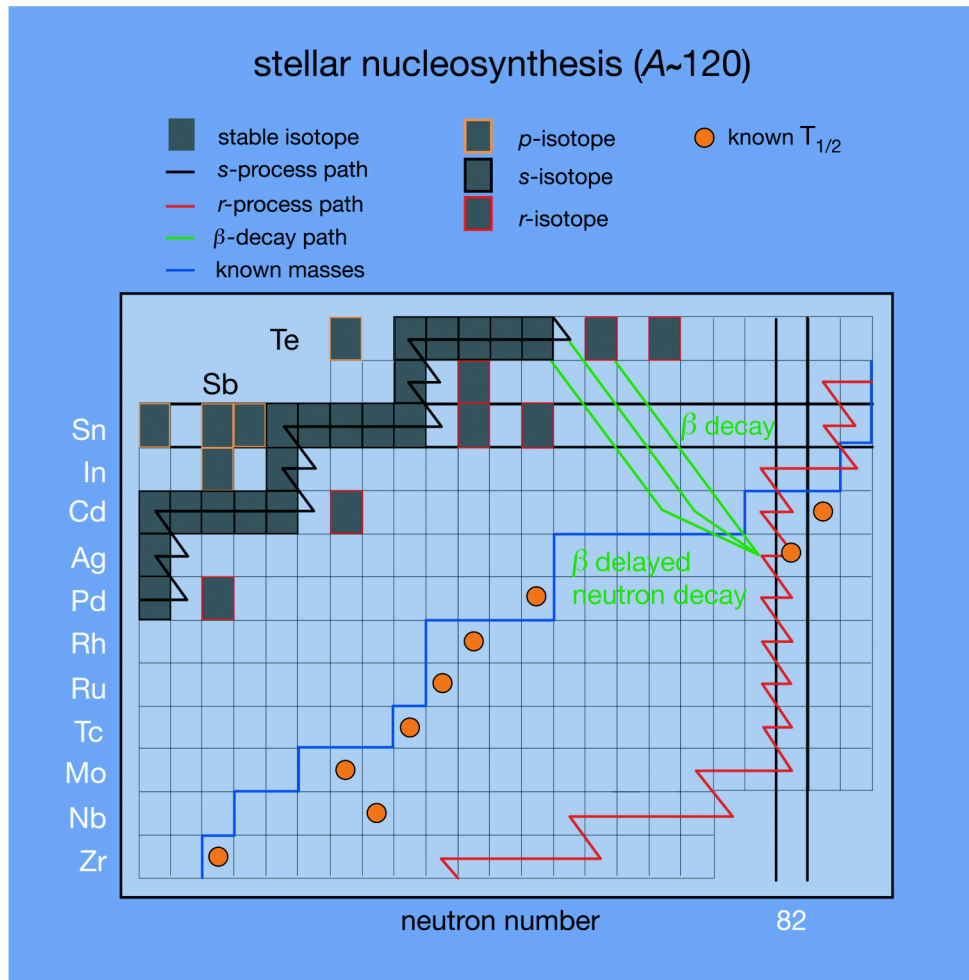 stellar nucleosynthesis (A~120)
stable isotope
s-process path
r-process path
β-decay path
known masses
p-isotope
s-isotope
r-isotope
known T1/2
Te
Sb
Sn
In
Cd
Ag
Pd
Rh
Ru
Tc
Mo
Nb
Zr
β decay
β delayed
neutron decay
neutron number
82